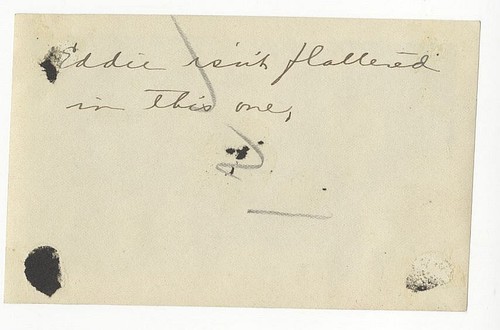 Eddie isn't flattered
in this one,